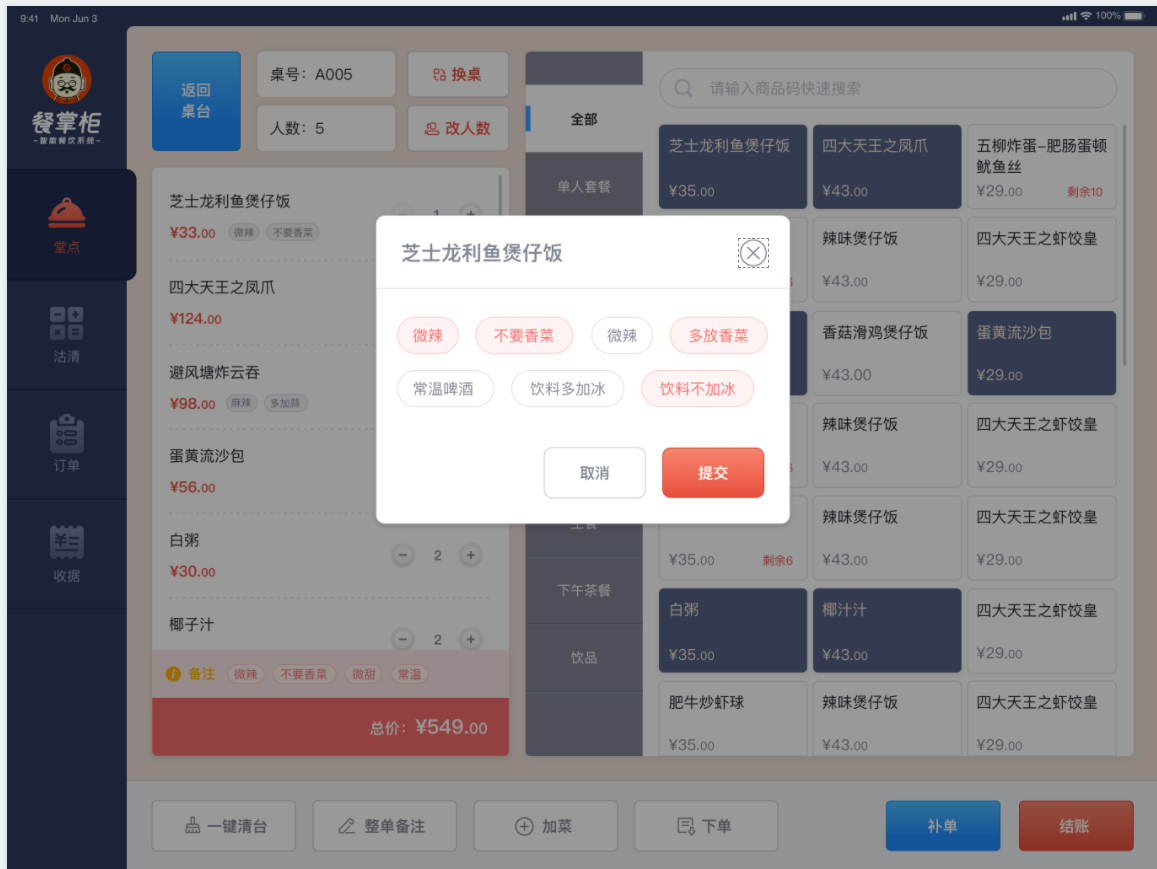 9:41 Mon Jun 3
100%
餐掌柜
-智能餐饮系统-
堂点
沽清
订单
收据
返回
桌台
桌号：A005
换桌
人数：5
改人数
芝士龙利鱼煲仔饭
¥33.00 微辣 不要香菜
1
四大天王之凤爪
¥124.00
避风塘炸云吞
¥98.00 麻辣 多加蒜
蛋黄流沙包
¥56.00
白粥
¥30.00
2
椰子汁
2
备注 微辣 不要香菜 微甜 常温
总价：¥549.00
全部
单人套餐
下午茶餐
饮品
请输入商品码快速搜索
芝士龙利鱼煲仔饭
¥35.00
四大天王之凤爪
¥43.00
五柳炸蛋-肥肠蛋顿
鱿鱼丝
¥29.00 剩余10
辣味煲仔饭
¥43.00
四大天王之虾饺皇
¥29.00
香菇滑鸡煲仔饭
¥43.00
蛋黄流沙包
¥29.00
辣味煲仔饭
¥43.00
四大天王之虾饺皇
¥29.00
¥35.00 剩余6
辣味煲仔饭
¥43.00
四大天王之虾饺皇
¥29.00
白粥
¥35.00
椰汁汁
¥43.00
四大天王之虾饺皇
¥29.00
肥牛炒虾球
¥35.00
辣味煲仔饭
¥43.00
四大天王之虾饺皇
¥29.00
芝士龙利鱼煲仔饭
微辣 不要香菜 微辣 多放香菜
常温啤酒 饮料多加冰 饮料不加冰
取消 提交
一键清台 整单备注 加菜 下单 补单 结账